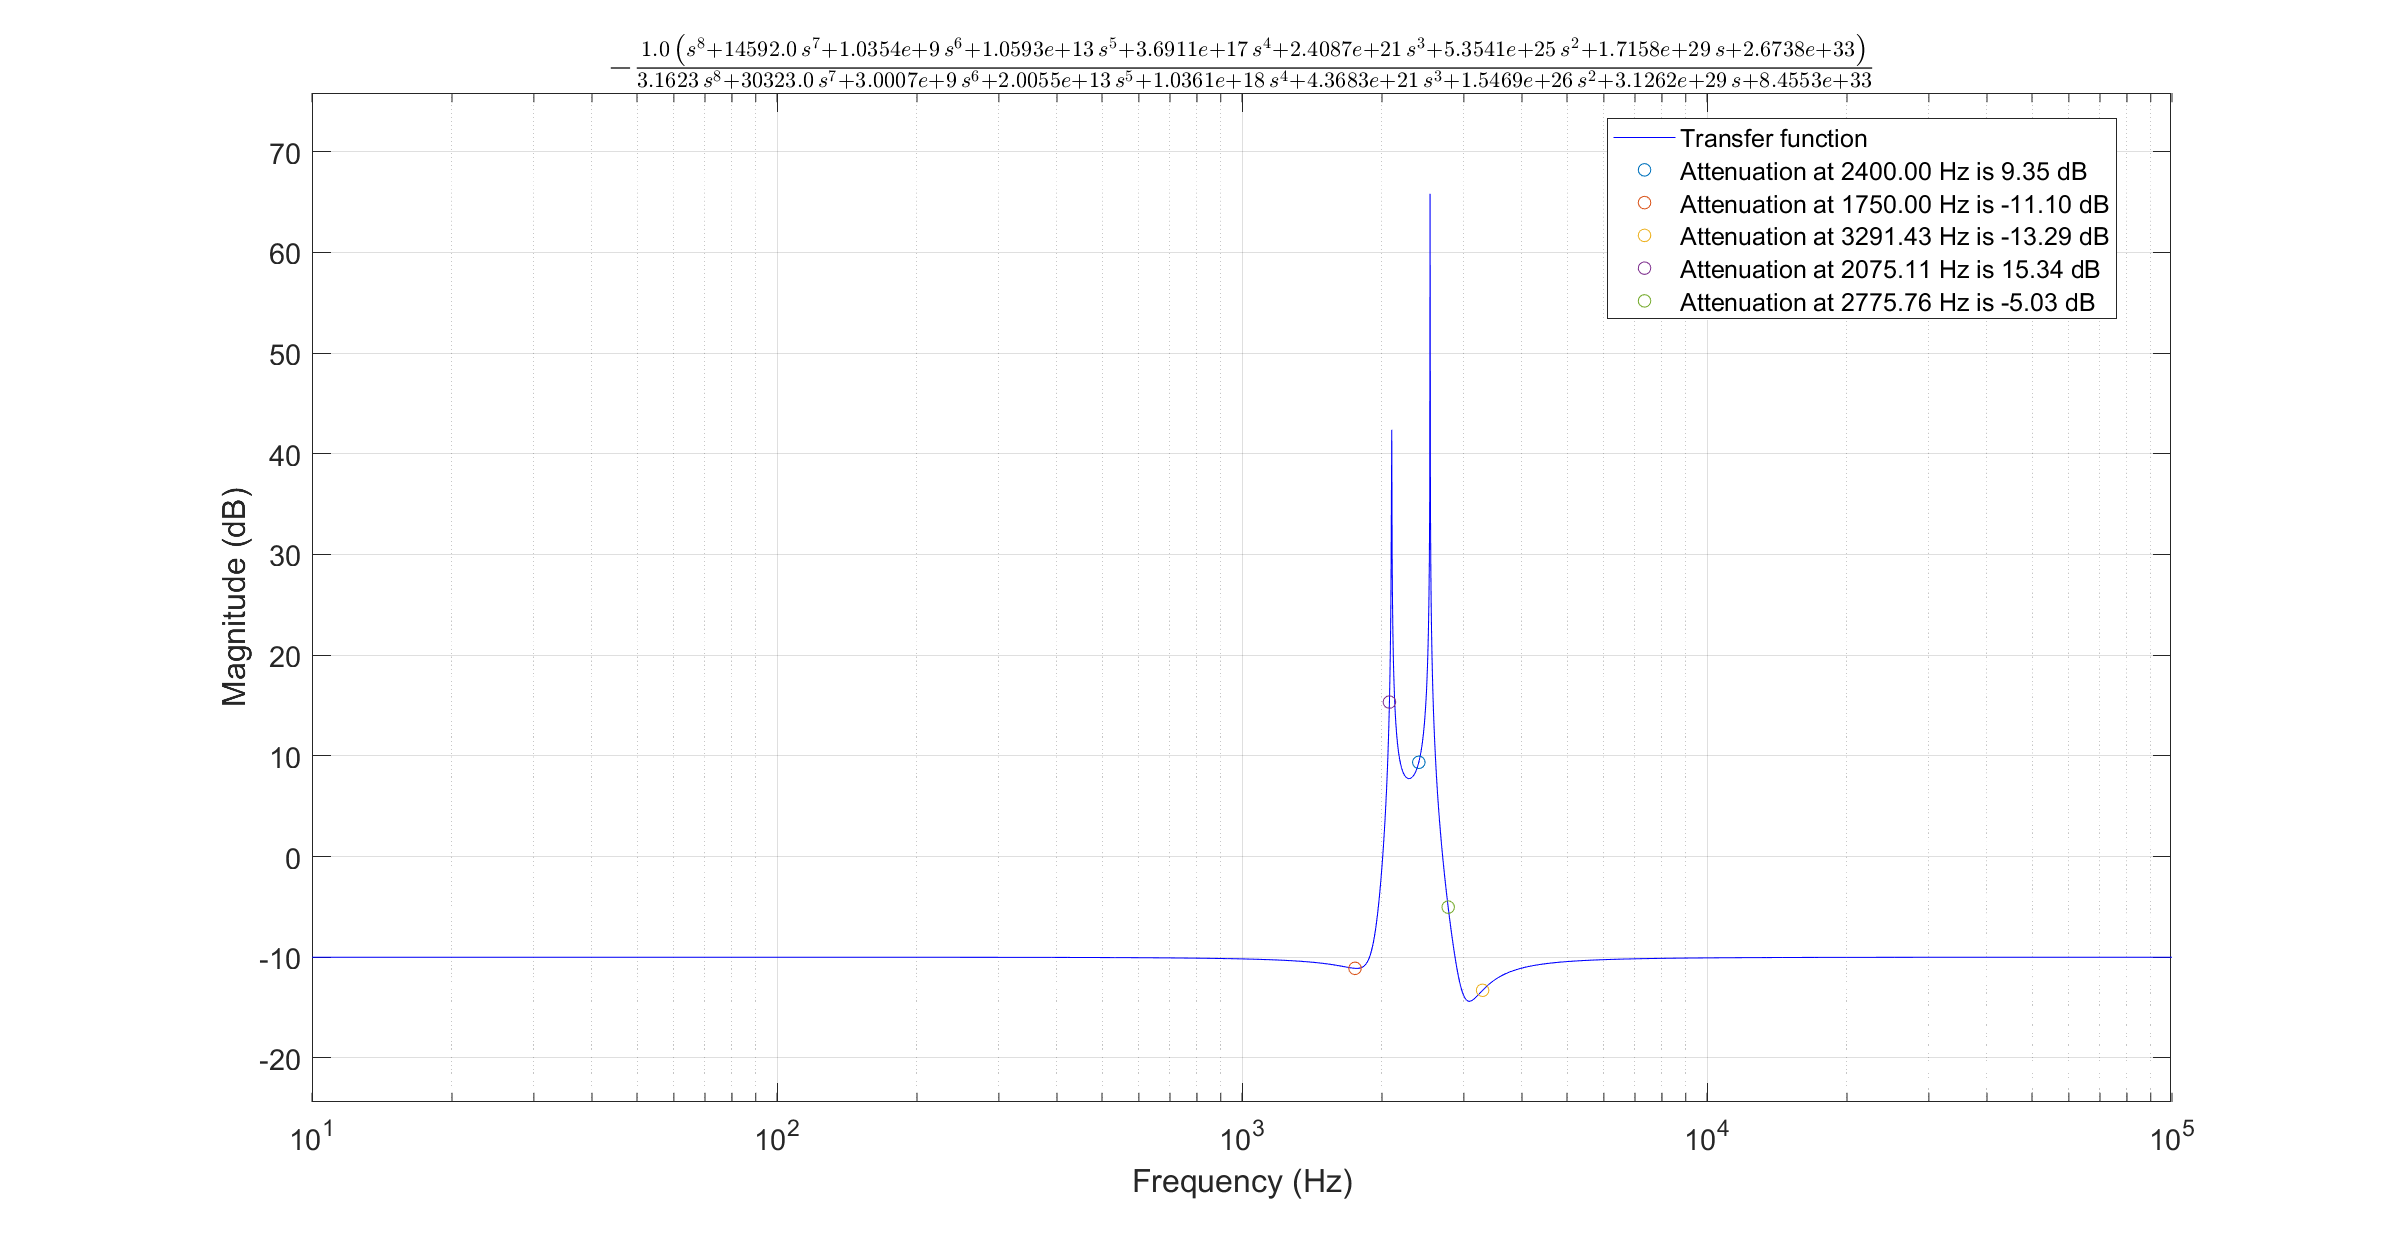 − 1.0 (s^8+14592.0 s^7+1.0354e+9 s^6+1.0593e+13 s^5+3.6911e+17 s^4+2.4087e+21 s^3+5.3541e+25 s^2+1.7158e+29 s+2.6738e+33)
3.1623 s^8+30323.0 s^7+3.0007e+9 s^6+2.0055e+13 s^5+1.0361e+18 s^4+4.3683e+21 s^3+1.5469e+26 s^2+3.1262e+29 s+8.4553e+33
Transfer function
Attenuation at 2400.00 Hz is 9.35 dB
Attenuation at 1750.00 Hz is -11.10 dB
Attenuation at 3291.43 Hz is -13.29 dB
Attenuation at 2075.11 Hz is 15.34 dB
Attenuation at 2775.76 Hz is -5.03 dB
Magnitude (dB)
70
60
50
40
30
20
10
0
-10
-20
10^1 10^2 10^3 10^4 10^5
Frequency (Hz)